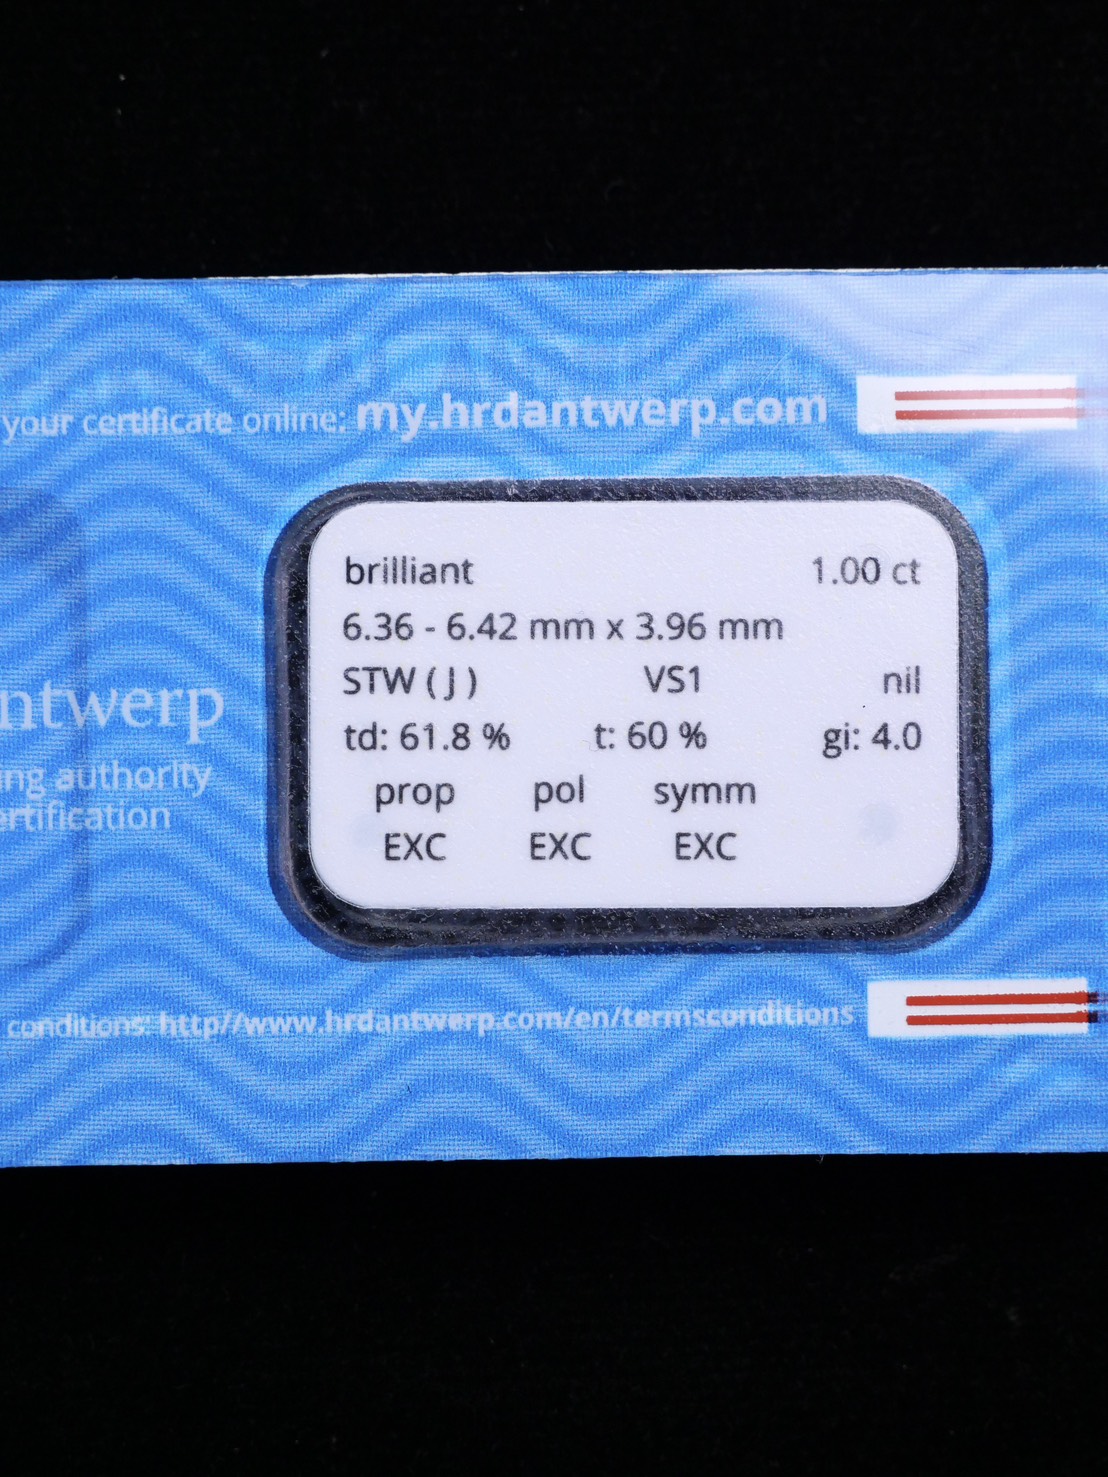 your certificate online: my.hrdantwerp.com
brilliant 1.00 ct
6.36 - 6.42 mm x 3.96 mm
STW ( J ) VS1 nil
td: 61.8 % t: 60 % gi: 4.0
prop pol symm
EXC EXC EXC
ntwerp
ing authority
ertification
conditions: http//www.hrdantwerp.com/en/termsconditions